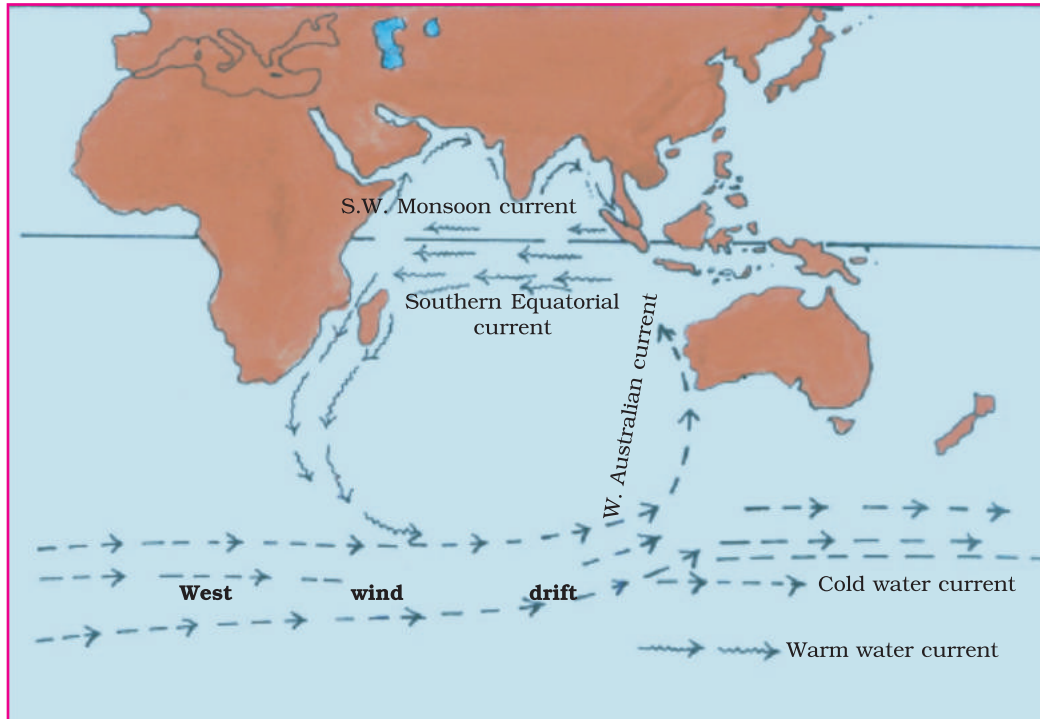 S.W. Monsoon current
Southern Equatorial
current
W. Australian current
West wind drift
Cold water current
Warm water current